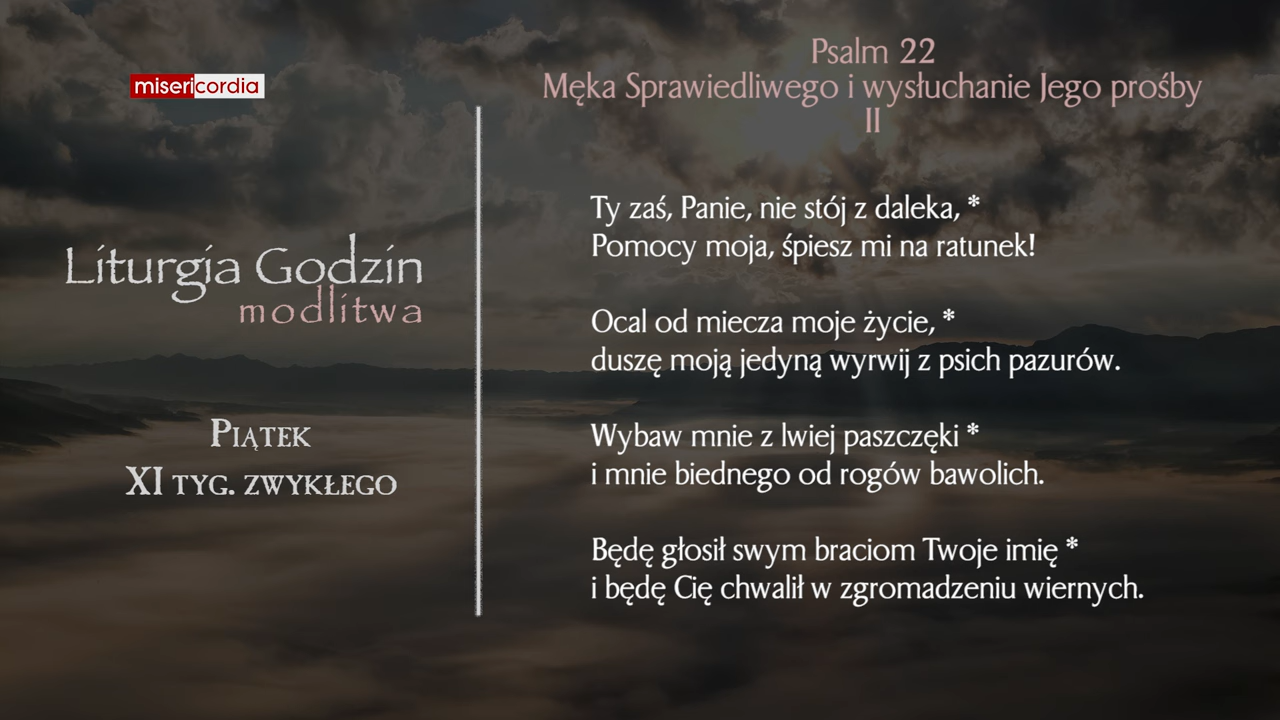 misericordia
Liturgia Godzin
modlitwa
Piątek
XI tyg. zwykłego
Psalm 22
Męka Sprawiedliwego i wysłuchanie Jego prośby
II
Ty zaś, Panie, nie stój z daleka, *
Pomocy moja, śpiesz mi na ratunek!
Ocal od miecza moje życie, *
duszę moją jedyną wyrwij z psich pazurów.
Wybaw mnie z lwiej paszczęki *
i mnie biednego od rogów bawolich.
Będę głosił swym braciom Twoje imię *
i będę Cię chwalił w zgromadzeniu wiernych.